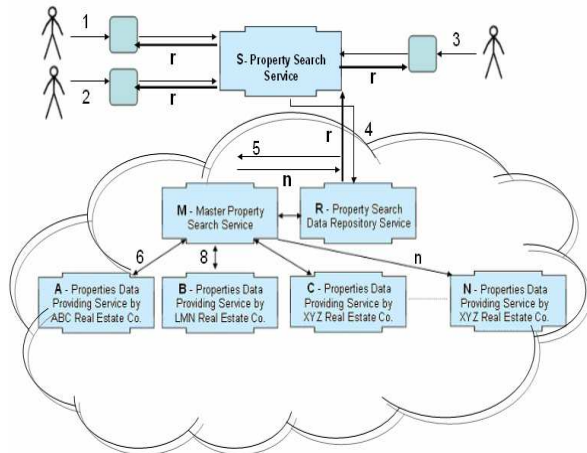 1
r
S- Property Search
Service
3
r
2
r
r
4
5
n
M - Master Property
Search Service
R - Property Search
Data Repository Service
6
8
n
A - Properties Data
Providing Service by
ABC Real Estate Co.
B - Properties Data
Providing Service by
LMN Real Estate Co.
C - Properties Data
Providing Service by
XYZ Real Estate Co.
N - Properties Data
Providing Service by
XYZ Real Estate Co.